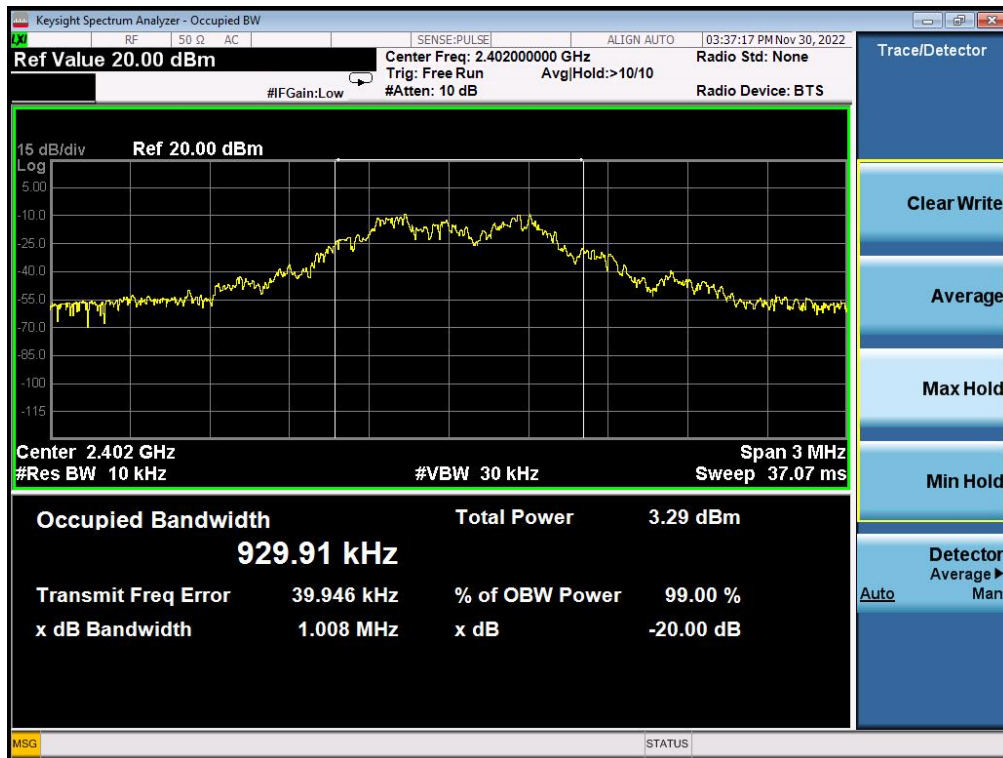 Keysight Spectrum Analyzer - Occupied BW
LXI RF 50 Ω AC SENSE:PULSE ALIGN AUTO 03:37:17 PM Nov 30, 2022
Ref Value 20.00 dBm
Center Freq: 2.402000000 GHz
Radio Std: None
Trig: Free Run Avg|Hold:>10/10
#IFGain:Low #Atten: 10 dB Radio Device: BTS
Trace/Detector
15 dB/div Ref 20.00 dBm
Log
5.00
-10.0
-25.0
-40.0
-55.0
-70.0
-85.0
-100
-115
Center 2.402 GHz Span 3 MHz
#Res BW 10 kHz #VBW 30 kHz Sweep 37.07 ms
Occupied Bandwidth Total Power 3.29 dBm
929.91 kHz
Transmit Freq Error 39.946 kHz % of OBW Power 99.00 %
x dB Bandwidth 1.008 MHz x dB -20.00 dB
Clear Write
Average
Max Hold
Min Hold
Detector
Average▶
Auto Man
MSG STATUS